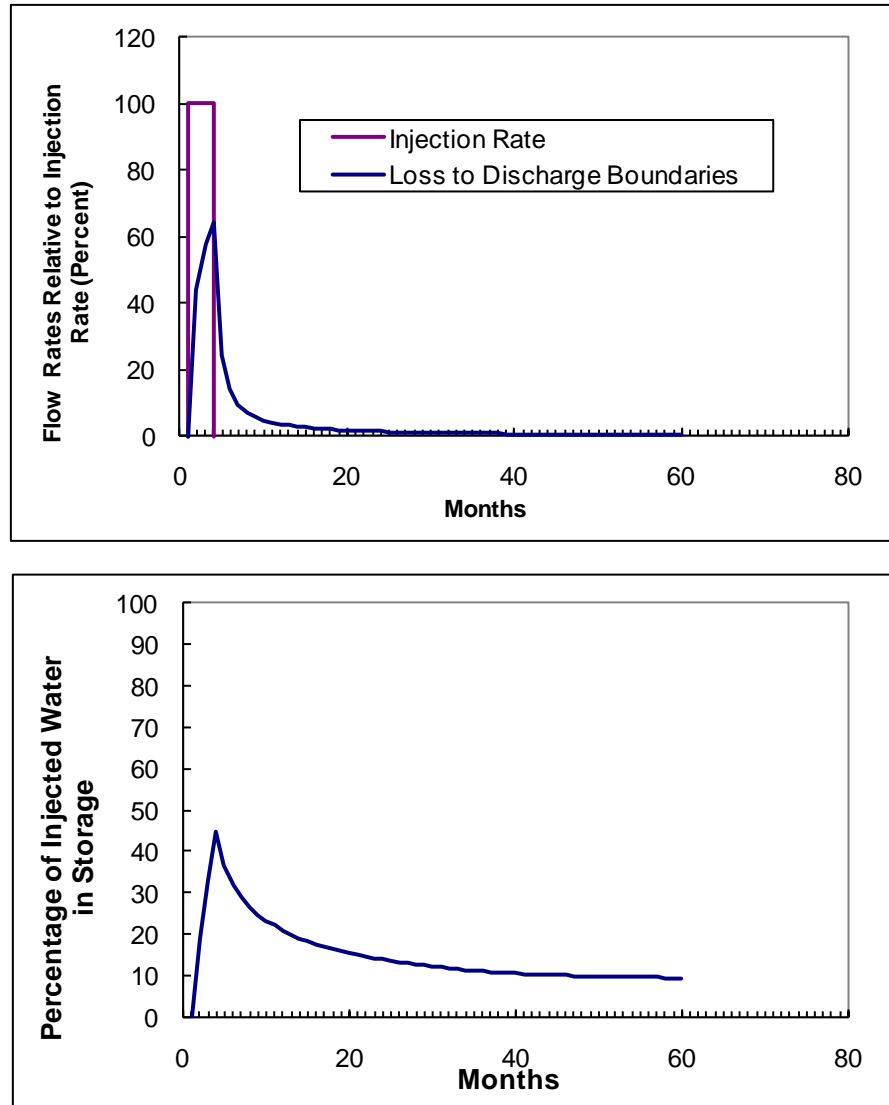 120
100
80
60
40
20
0
Flow Rates Relative to Injection
Rate (Percent)
Injection Rate
Loss to Discharge Boundaries
0 20 40 60 80
Months
100
90
80
70
60
50
40
30
20
10
0
Percentage of Injected Water
in Storage
0 20 40 60 80
Months